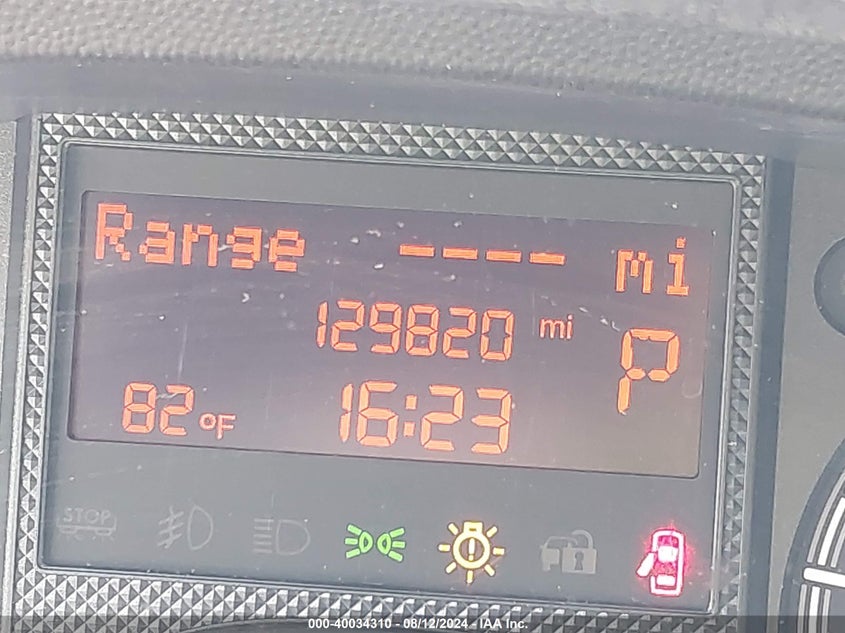 Range ---- mi
129820 mi
P
82 °F 16:23
STOP
000-40034310 - 08/12/2024 - IAA Inc.